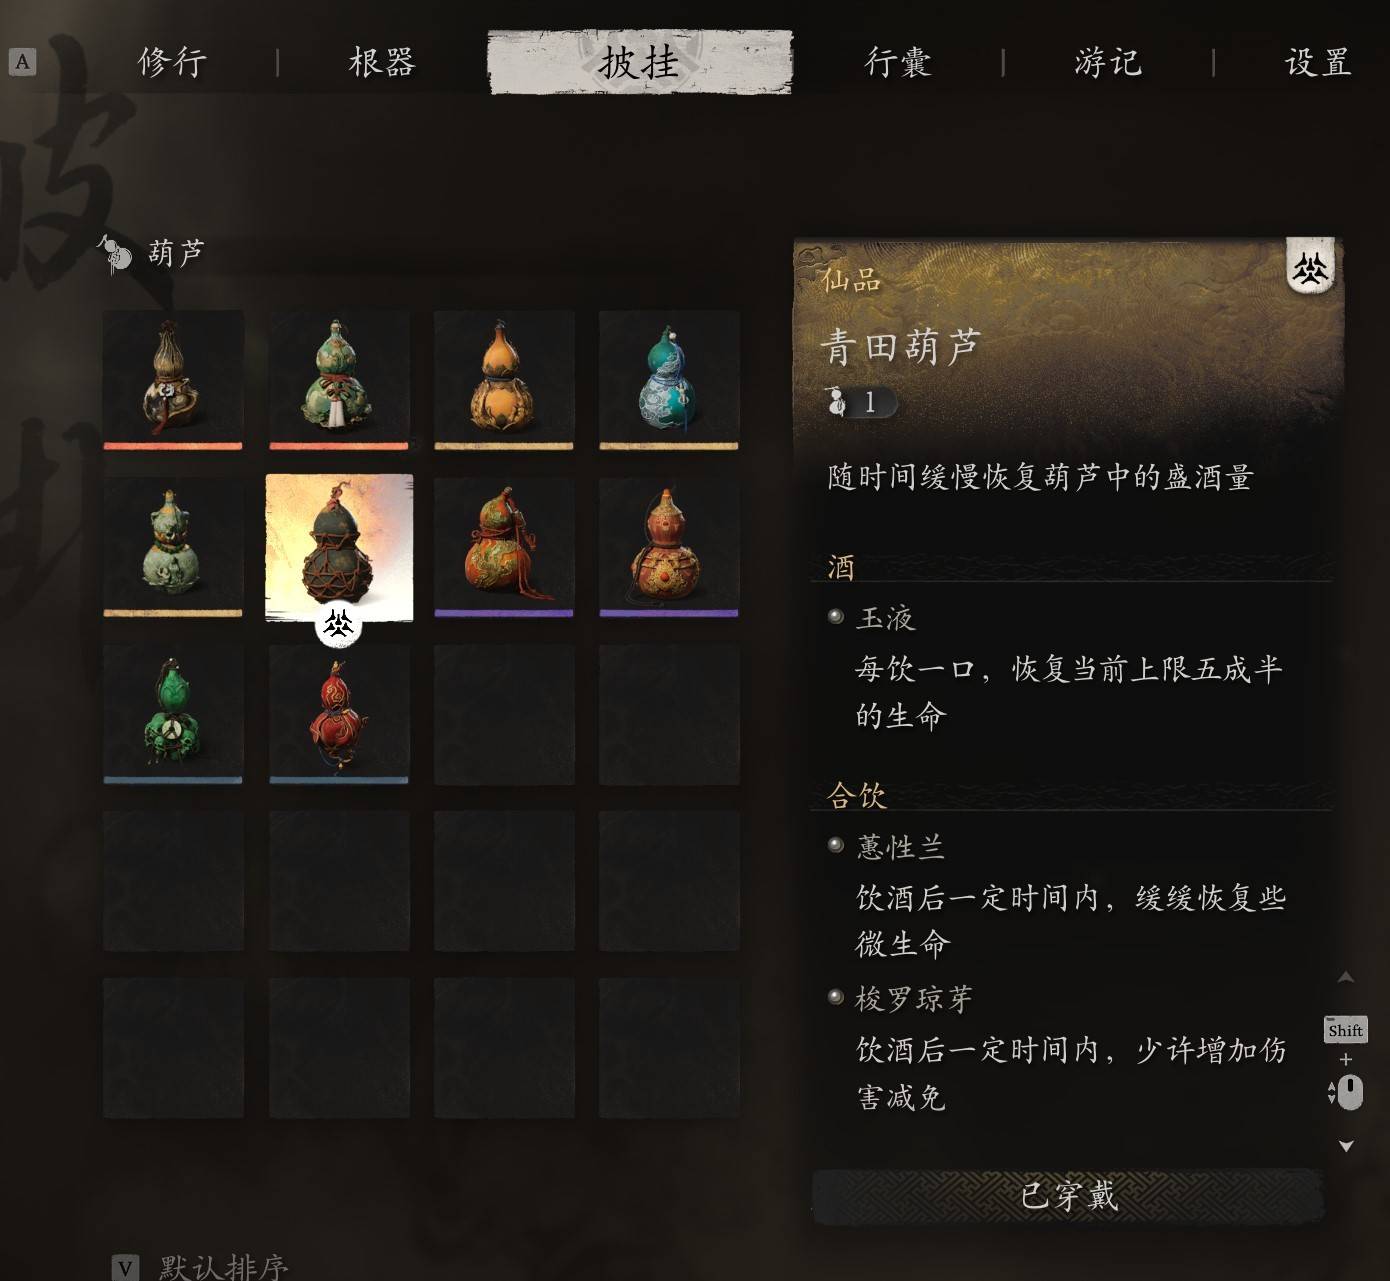 A
修行
根器
披挂
行囊
游记
设置
葫芦
仙品
青田葫芦
1
随时间缓慢恢复葫芦中的盛酒量
酒
玉液
每饮一口，恢复当前上限五成半
的生命
合饮
蕙性兰
饮酒后一定时间内，缓缓恢复些
微生命
梭罗琼芽
饮酒后一定时间内，少许增加伤
害减免
Shift
+
已穿戴
V
默认排序